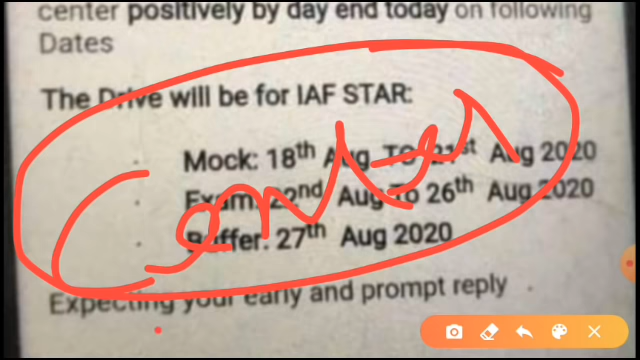 center positively by day end today on following
Dates
The Drive will be for IAF STAR:
Mock: 18th Aug TO 21st Aug 2020
Exam: 22nd Aug To 26th Aug 2020
Buffer: 27th Aug 2020
Center
Expecting your early and prompt reply